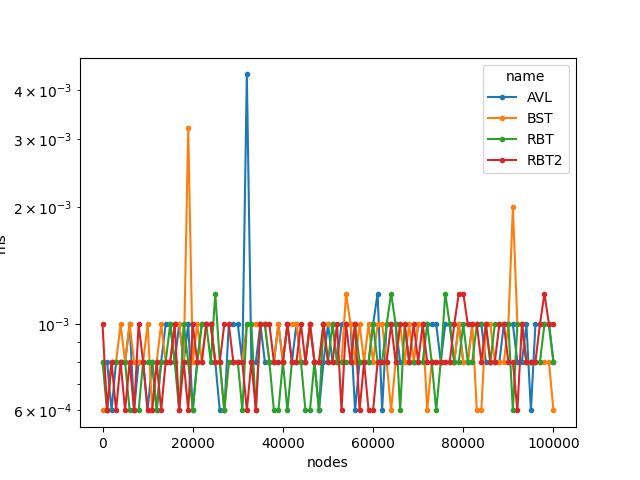 name
AVL
BST
RBT
RBT2
4 × 10⁻³
3 × 10⁻³
2 × 10⁻³
10⁻³
6 × 10⁻⁴
ms
0 20000 40000 60000 80000 100000
nodes